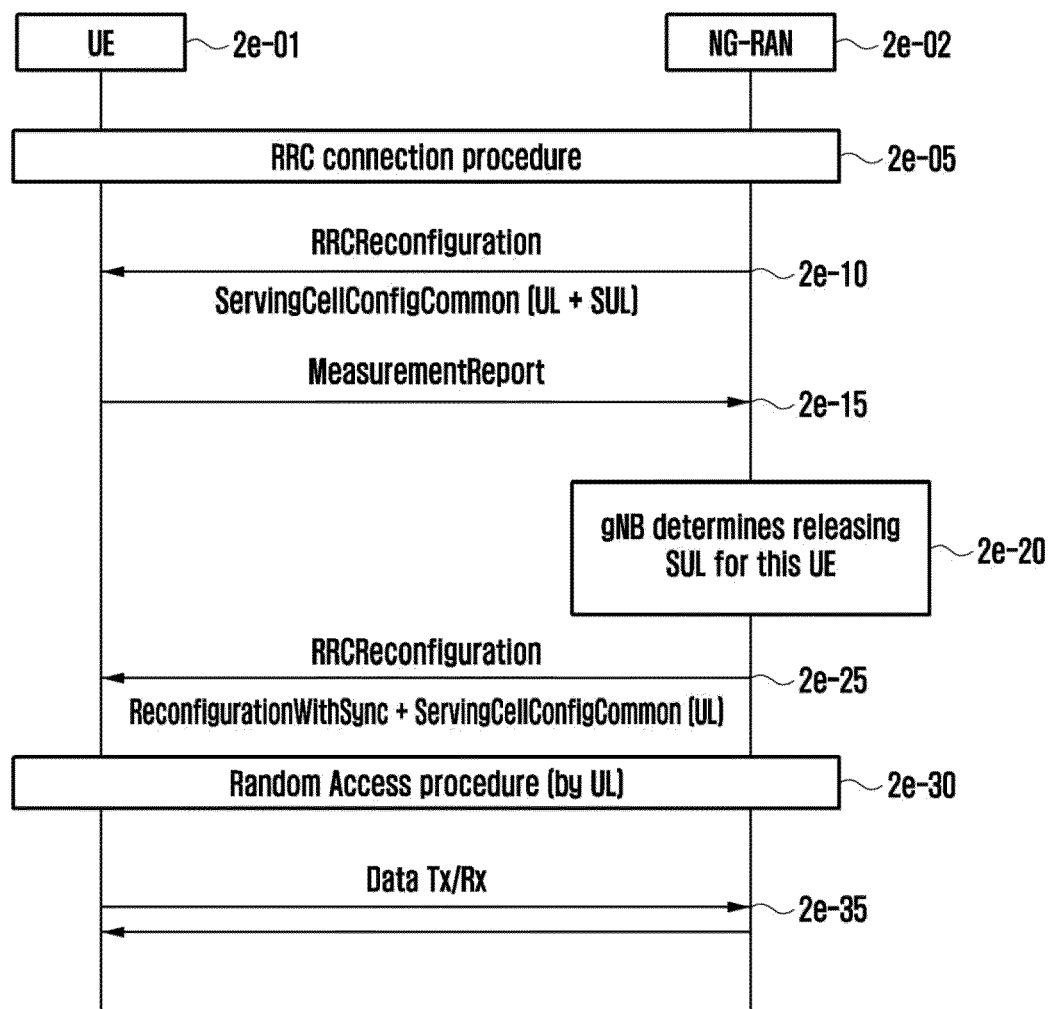 UE
2e-01
NG-RAN
2e-02
RRC connection procedure
2e-05
RRCReconfiguration
2e-10
ServingCellConfigCommon (UL + SUL)
MeasurementReport
2e-15
gNB determines releasing
SUL for this UE
2e-20
RRCReconfiguration
2e-25
ReconfigurationWithSync + ServingCellConfigCommon (UL)
Random Access procedure (by UL)
2e-30
Data Tx/Rx
2e-35